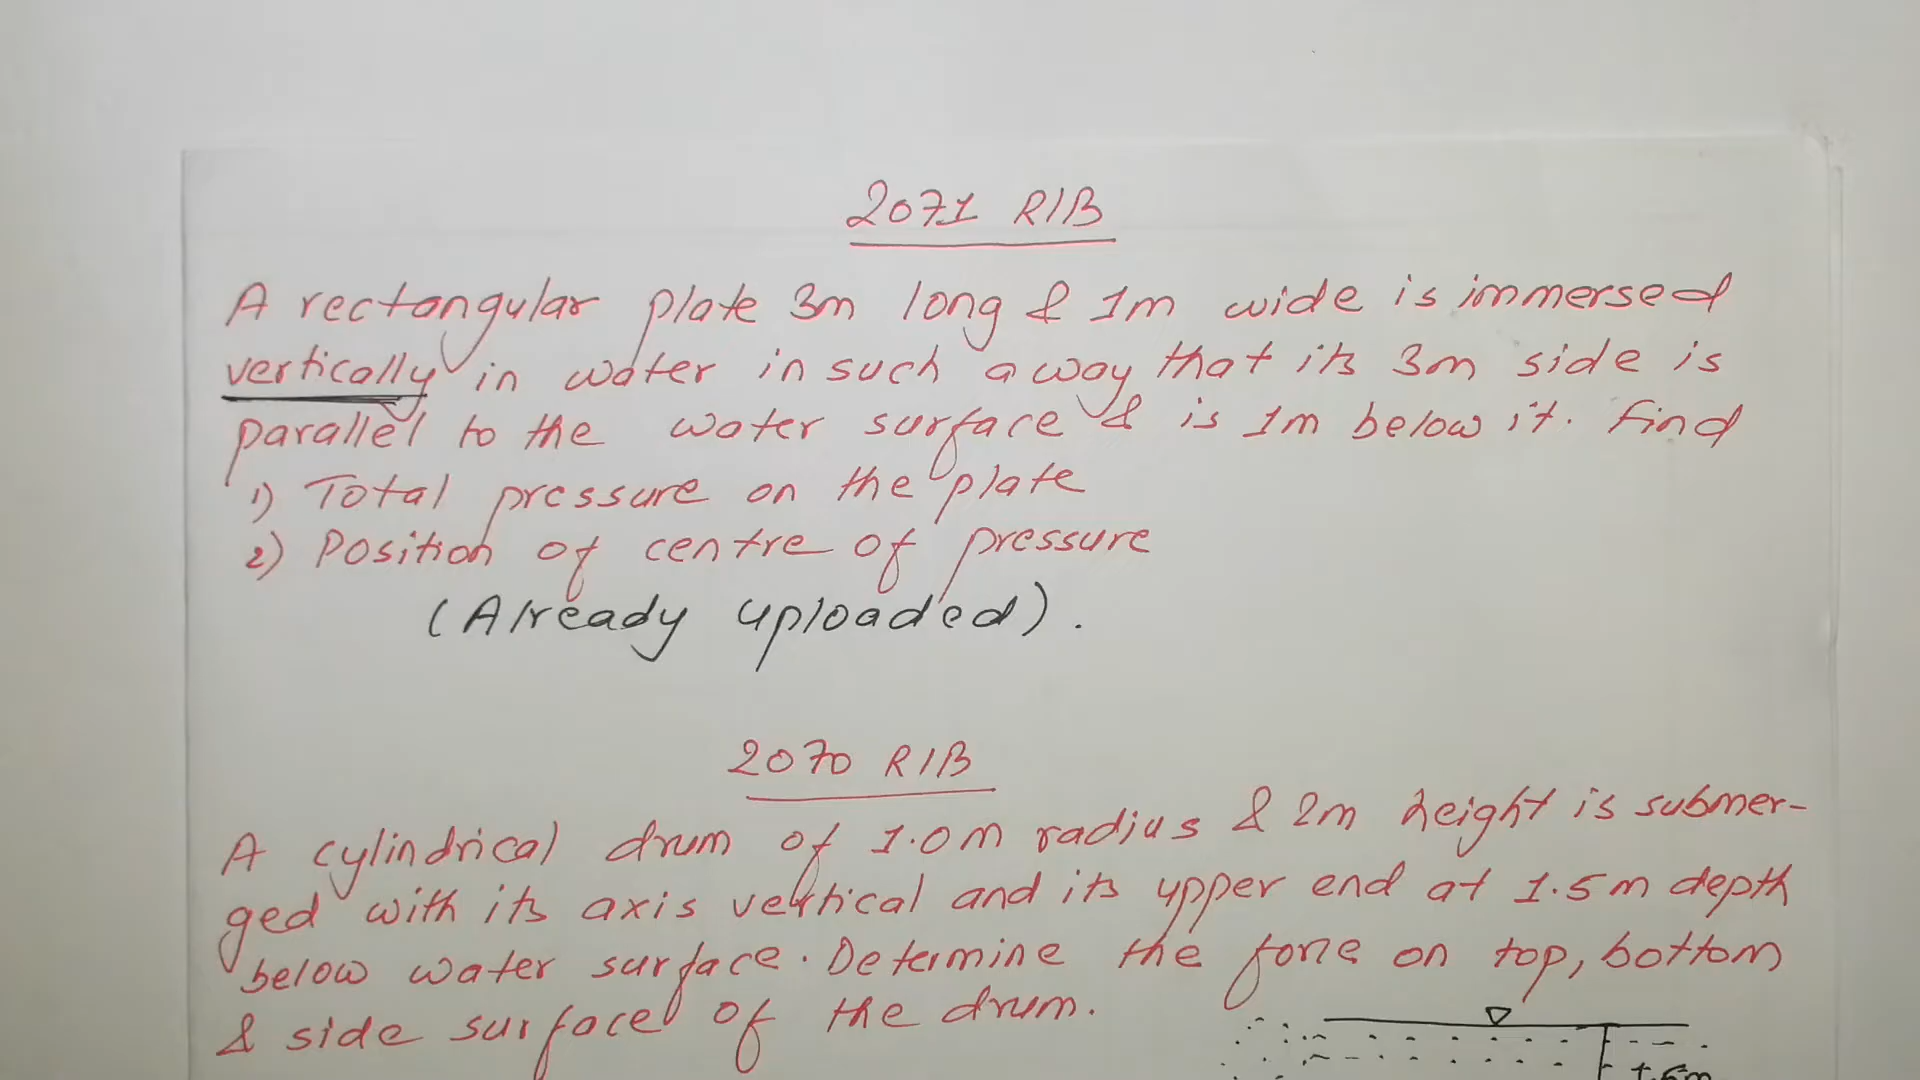 2071 RIB
A rectangular plate 3m long & 1m wide is immersed
vertically in water in such a way that its 3m side is
parallel to the water surface & is 1m below it. Find
1) Total pressure on the plate
2) Position of centre of pressure
(Already uploaded).
2070 RIB
A cylindrical drum of 1.0m radius & 2m height is submer-
ged with its axis vertical and its upper end at 1.5m depth
below water surface. Determine the force on top, bottom
& side surface of the drum.
1.5m